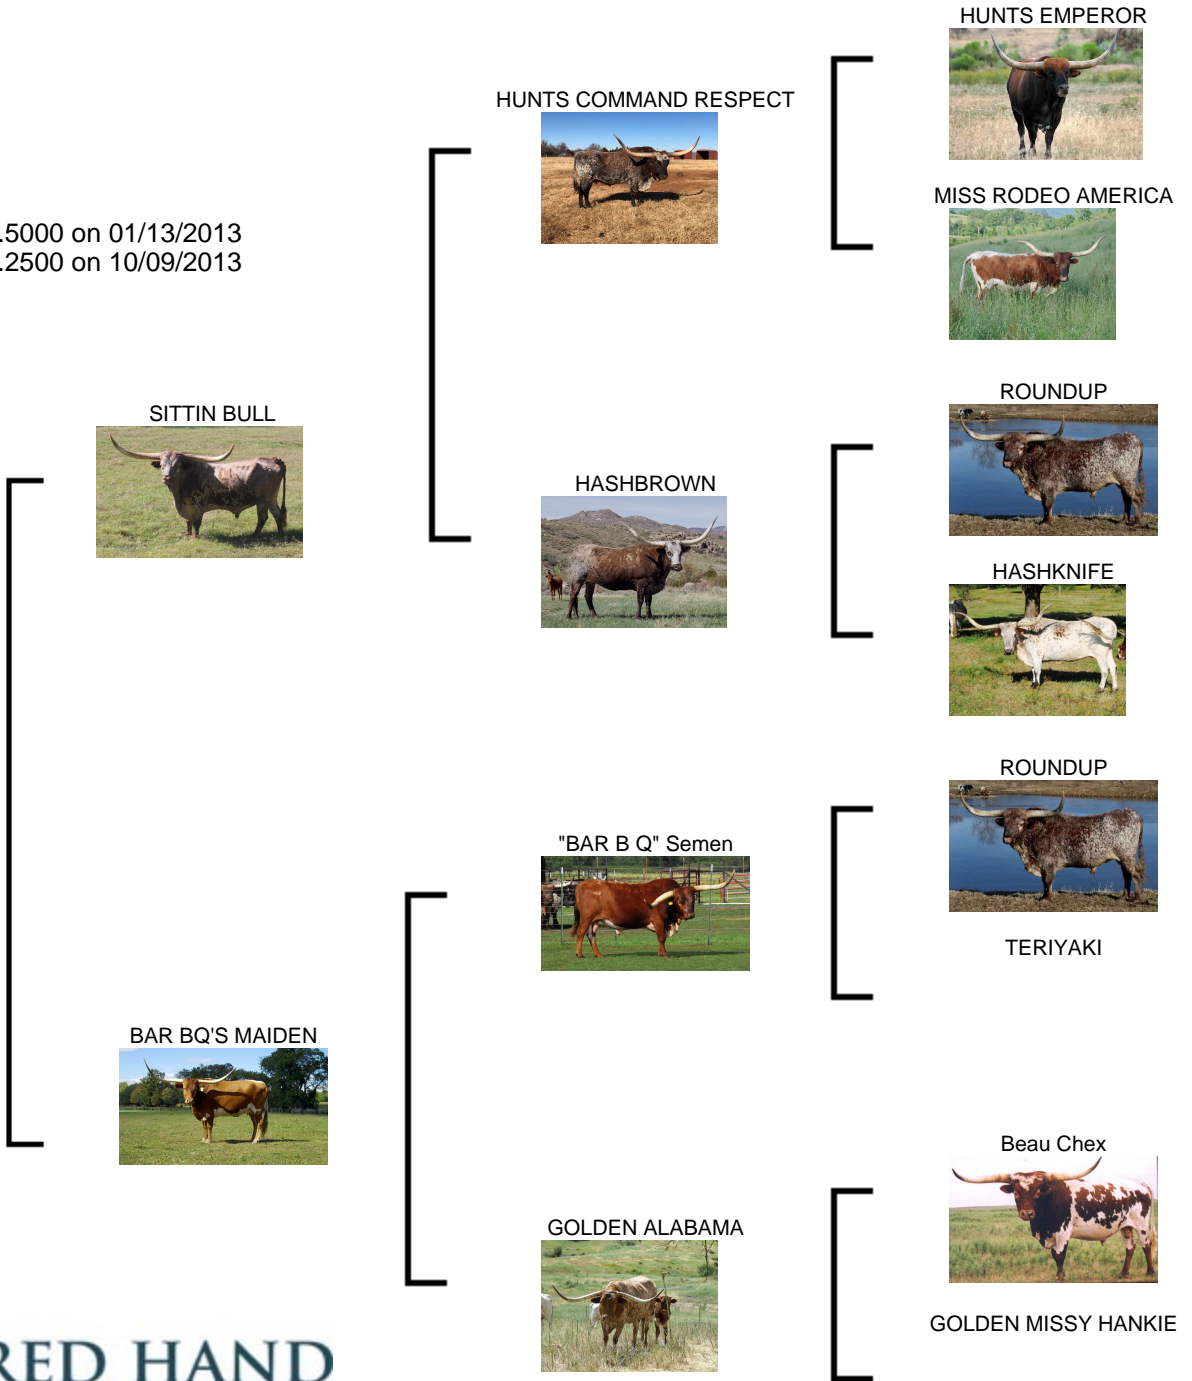 HUNTS EMPEROR
HUNTS COMMAND RESPECT
MISS RODEO AMERICA
.5000 on 01/13/2013
.2500 on 10/09/2013
ROUNDUP
SITTIN BULL
HASHBROWN
HASHKNIFE
ROUNDUP
"BAR B Q" Semen
TERIYAKI
BAR BQ'S MAIDEN
Beau Chex
GOLDEN ALABAMA
GOLDEN MISSY HANKIE
RED HAND